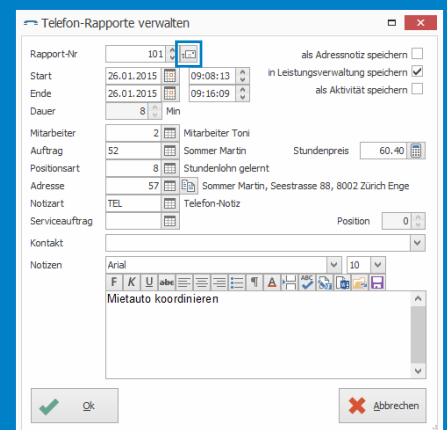 Telefon-Rapporte verwalten
Rapport-Nr 101 als Adressnotiz speichern
Start 26.01.2015 09:08:13 in Leistungsverwaltung speichern
Ende 26.01.2015 09:16:09 als Aktivität speichern
Dauer 8 Min
Mitarbeiter 2 Mitarbeiter Toni
Auftrag 52 Sommer Martin Stundenpreis 60.40
Positionsart 8 Stundenlohn gelernt
Adresse 57 Sommer Martin, Seestrasse 88, 8002 Zürich Enge
Notizart TEL Telefon-Notiz
Serviceauftrag Position 0
Kontakt
Notizen Arial 10
F K U abc ¶ A ABC
Mietauto koordinieren
Ok Abbrechen